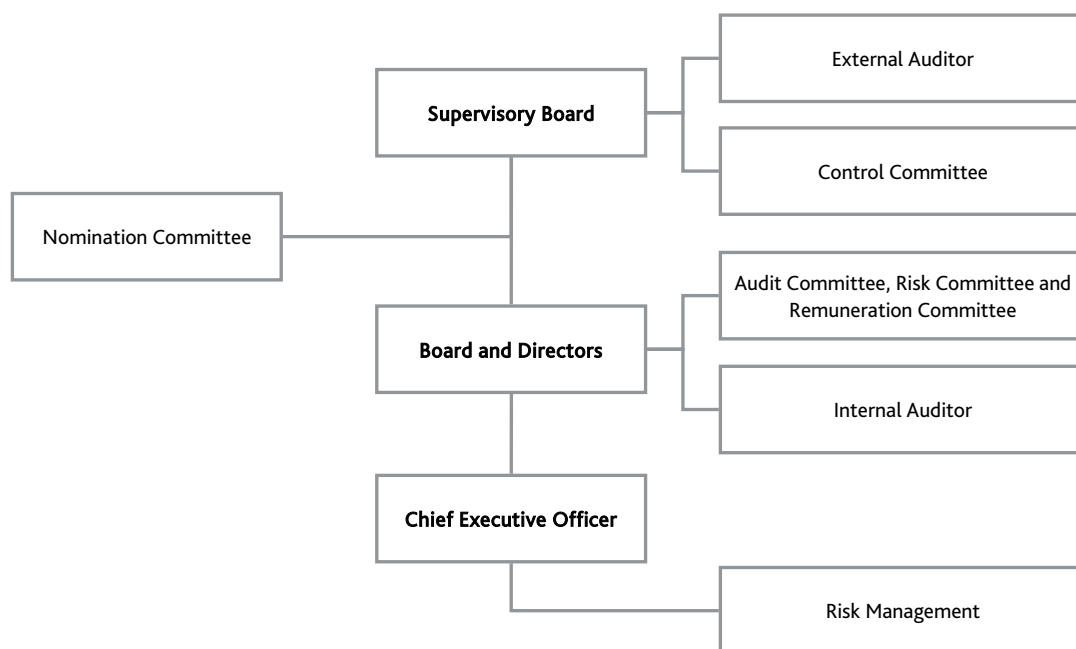 External Auditor
Supervisory Board
Control Committee
Nomination Committee
Audit Committee, Risk Committee and
Remuneration Committee
Board and Directors
Internal Auditor
Chief Executive Officer
Risk Management